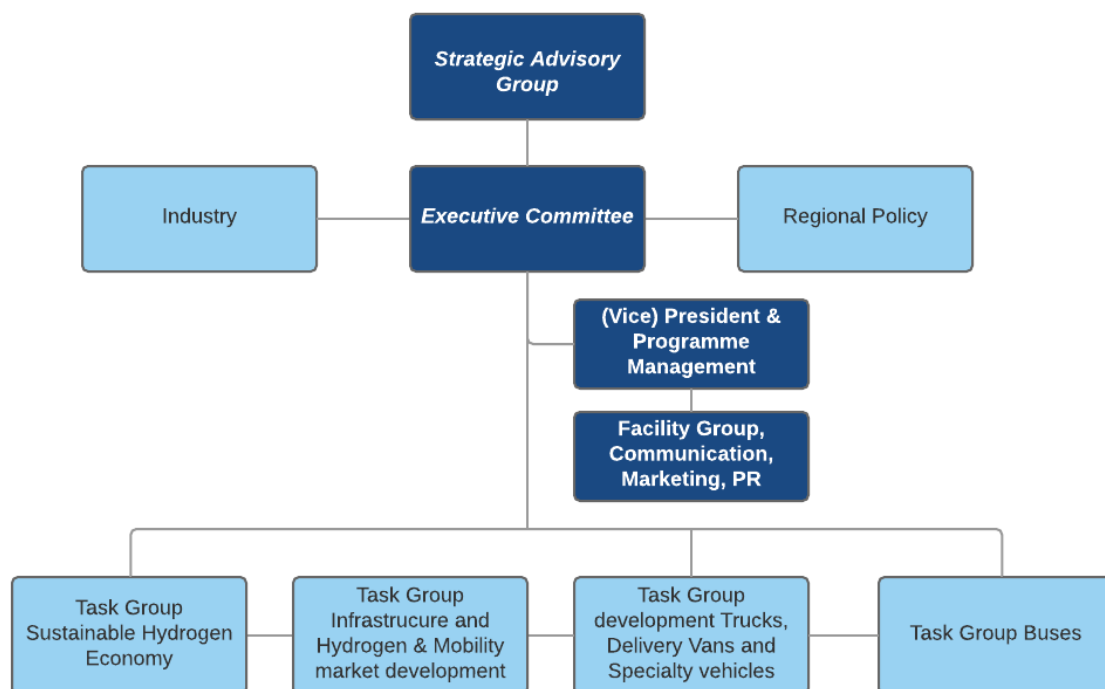 Strategic Advisory
Group
Industry
Executive Committee
Regional Policy
(Vice) President &
Programme
Management
Facility Group,
Communication,
Marketing, PR
Task Group
Sustainable Hydrogen
Economy
Task Group
Infrastrucure and
Hydrogen & Mobility
market development
Task Group
development Trucks,
Delivery Vans and
Specialty vehicles
Task Group Buses